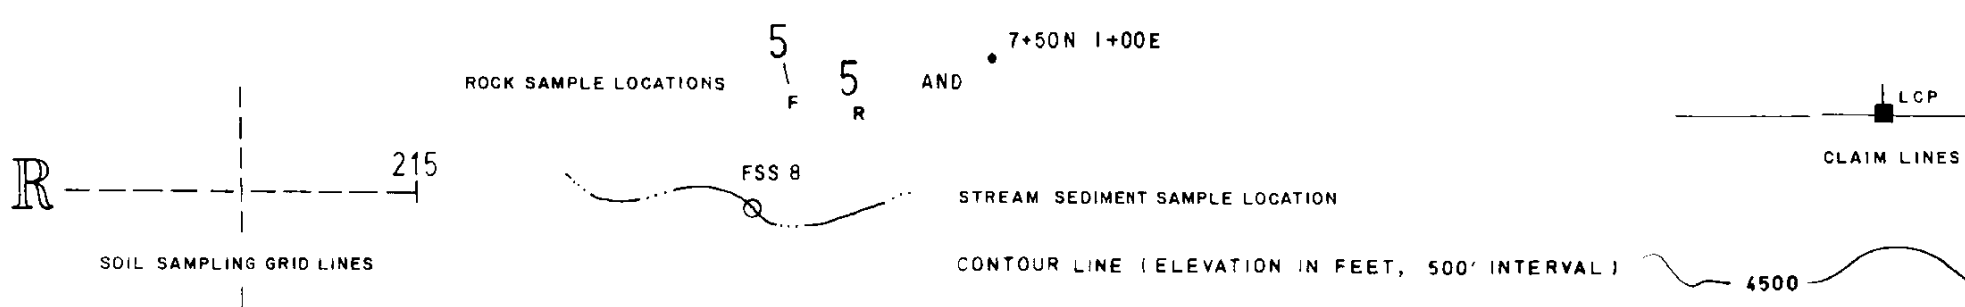 5
7+50N 1+00E
ROCK SAMPLE LOCATIONS
F
5
R
AND
LCP
CLAIM LINES
R
215
FSS 8
STREAM SEDIMENT SAMPLE LOCATION
SOIL SAMPLING GRID LINES
CONTOUR LINE (ELEVATION IN FEET, 500' INTERVAL)
4500